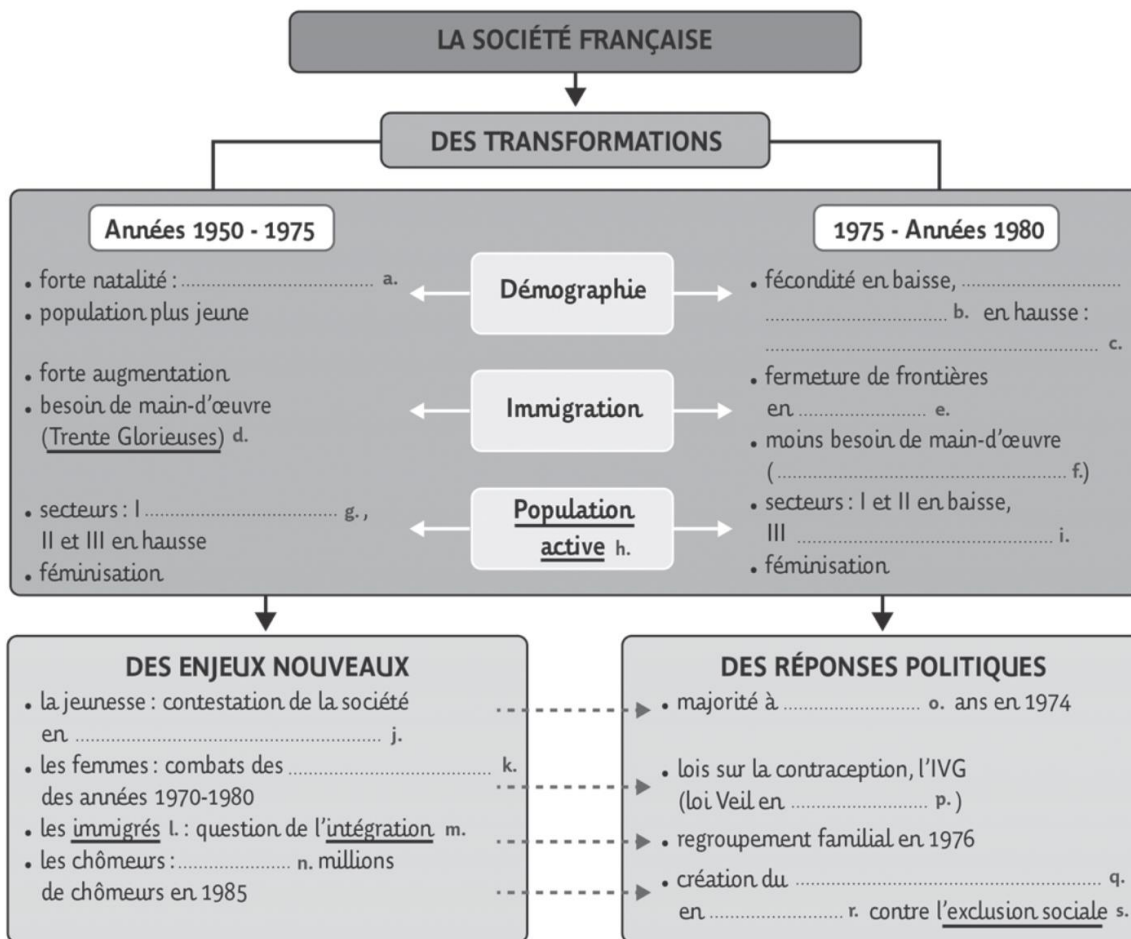 LA SOCIÉTÉ FRANÇAISE
DES TRANSFORMATIONS
Années 1950 - 1975
• forte natalité : ........................................ a.
• population plus jeune
• forte augmentation
• besoin de main-d'œuvre
(Trente Glorieuses) d.
• secteurs : I ........................................ g. ,
II et III en hausse
• féminisation
Démographie
Immigration
Population
active h.
1975 - Années 1980
• fécondité en baisse, ........................................
........................................ b. en hausse :
........................................ c.
• fermeture de frontières
en .......................... e.
• moins besoin de main-d'œuvre
( ........................................ f.)
• secteurs : I et II en baisse,
III ........................................ i.
• féminisation
DES ENJEUX NOUVEAUX
• la jeunesse : contestation de la société
en ........................................ j.
• les femmes : combats des ........................................ k.
des années 1970-1980
• les immigrés l. : question de l'intégration m.
• les chômeurs : ........................ n. millions
de chômeurs en 1985
DES RÉPONSES POLITIQUES
• majorité à ............................ o. ans en 1974
• lois sur la contraception, l'IVG
(loi Veil en ............................ p. )
• regroupement familial en 1976
• création du ........................................ q.
en ............................ r. contre l'exclusion sociale s.